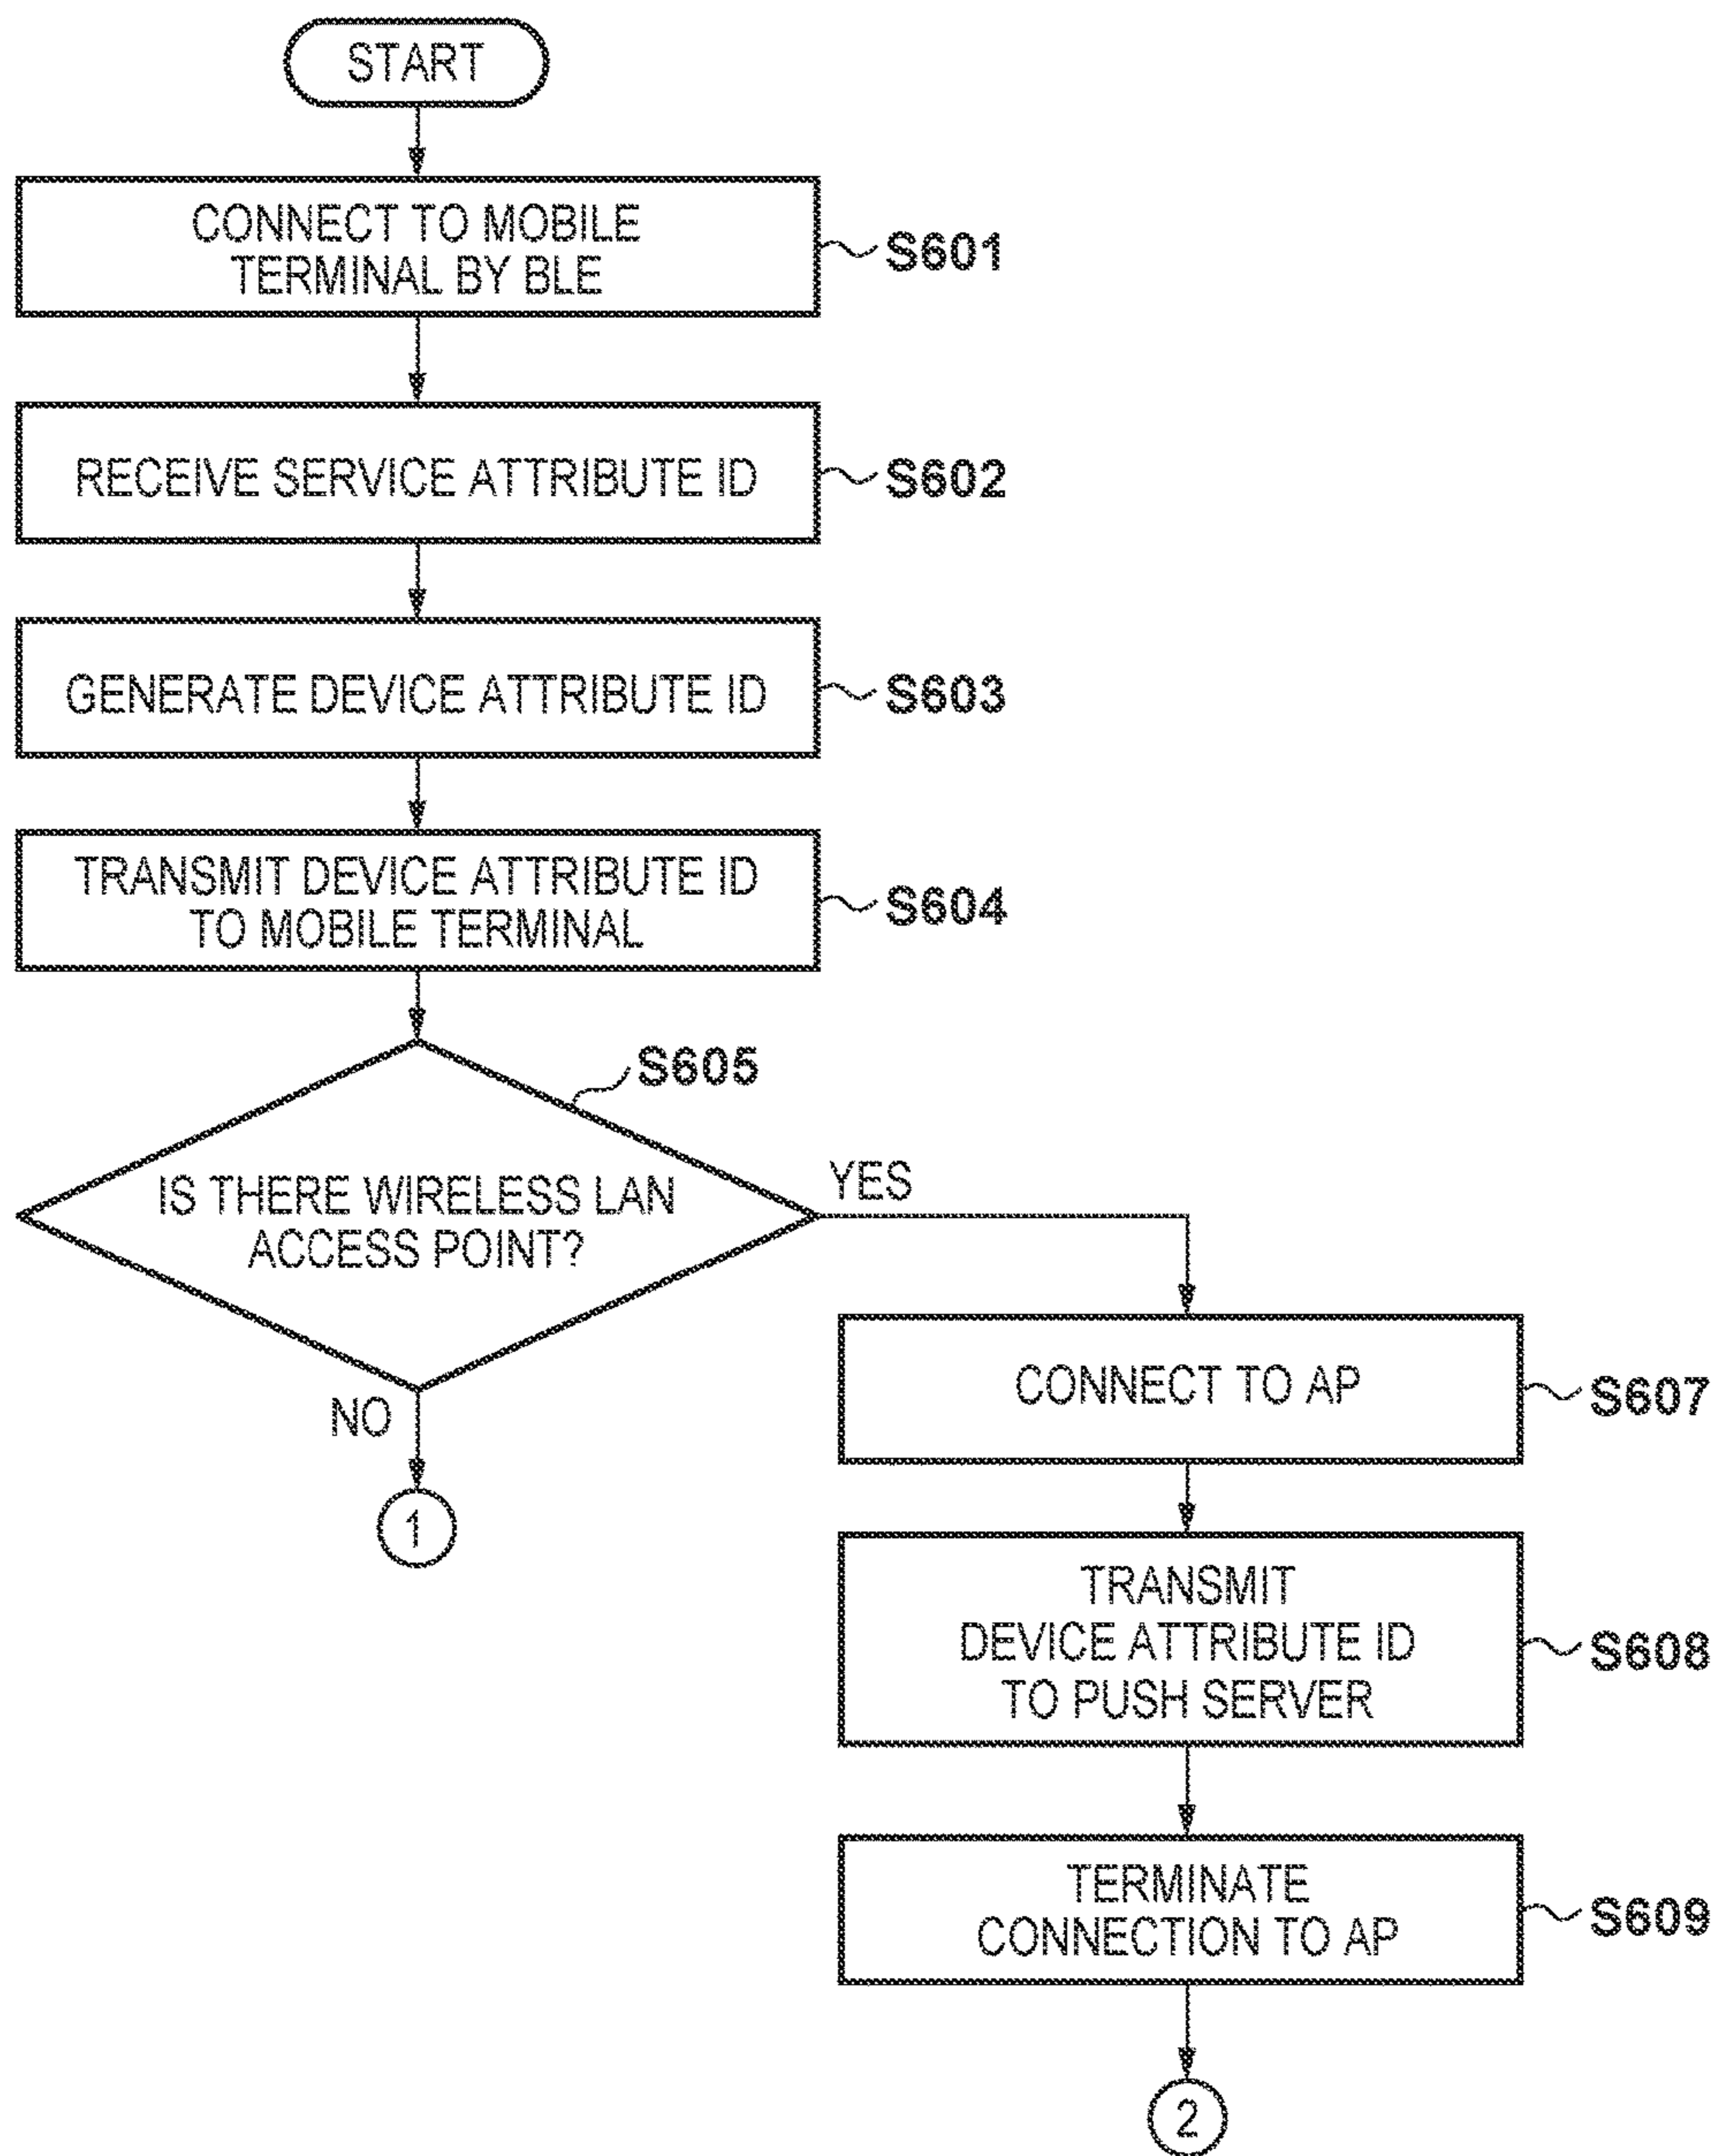 START
CONNECT TO MOBILE
TERMINAL BY BLE
S601
RECEIVE SERVICE ATTRIBUTE ID
S602
GENERATE DEVICE ATTRIBUTE ID
S603
TRANSMIT DEVICE ATTRIBUTE ID
TO MOBILE TERMINAL
S604
S605
IS THERE WIRELESS LAN
ACCESS POINT?
YES
NO
1
CONNECT TO AP
S607
TRANSMIT
DEVICE ATTRIBUTE ID
TO PUSH SERVER
S608
TERMINATE
CONNECTION TO AP
S609
2